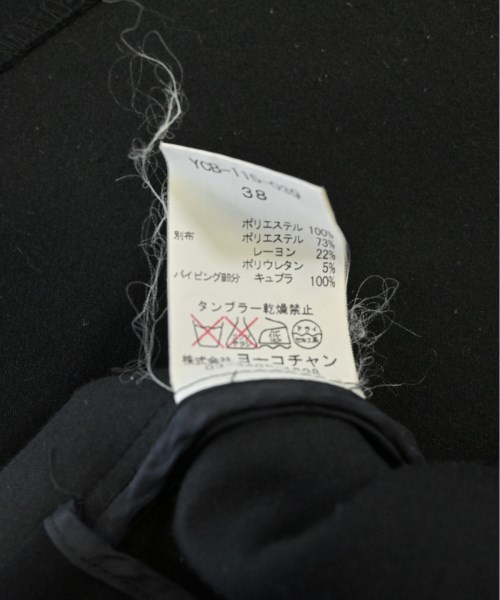 38
ポリエステル 100%
別布 ポリエステル 73%
レーヨン 22%
ポリウレタン 5%
パイピング部分 キュプラ 100%
タンブラー乾燥禁止
株式会社 ヨーコチャン